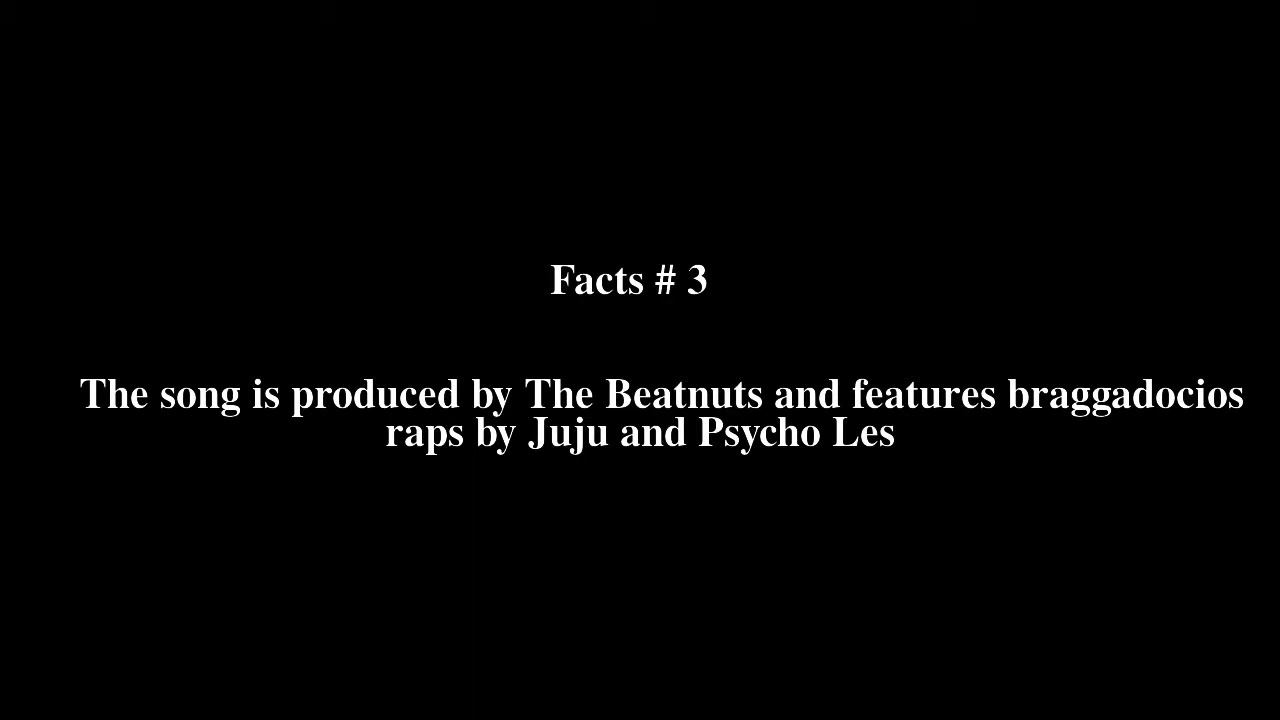 Facts # 3
The song is produced by The Beatnuts and features braggadocios
raps by Juju and Psycho Les